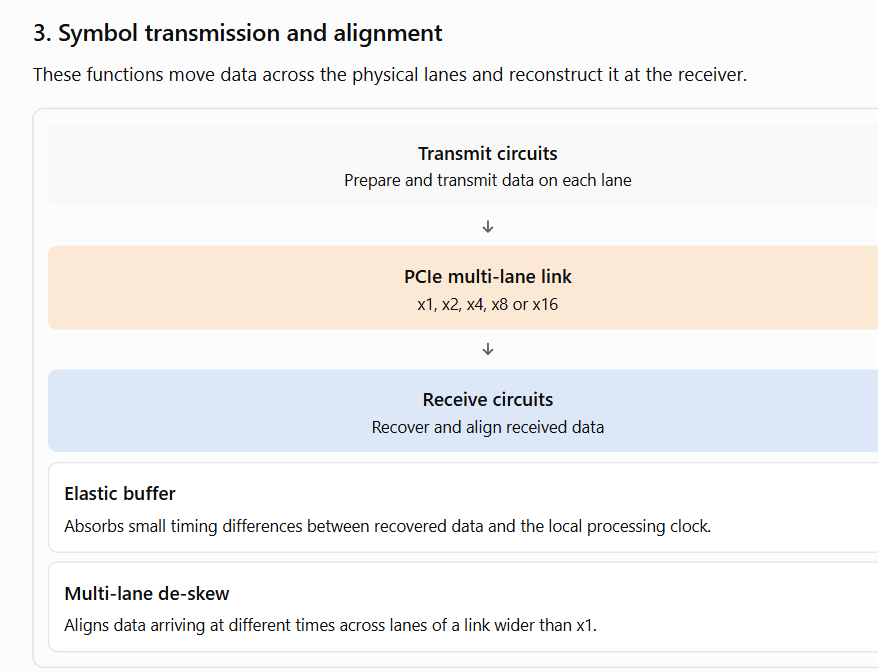 3. Symbol transmission and alignment
These functions move data across the physical lanes and reconstruct it at the receiver.
Transmit circuits
Prepare and transmit data on each lane
↓
PCIe multi-lane link
x1, x2, x4, x8 or x16
↓
Receive circuits
Recover and align received data
Elastic buffer
Absorbs small timing differences between recovered data and the local processing clock.
Multi-lane de-skew
Aligns data arriving at different times across lanes of a link wider than x1.